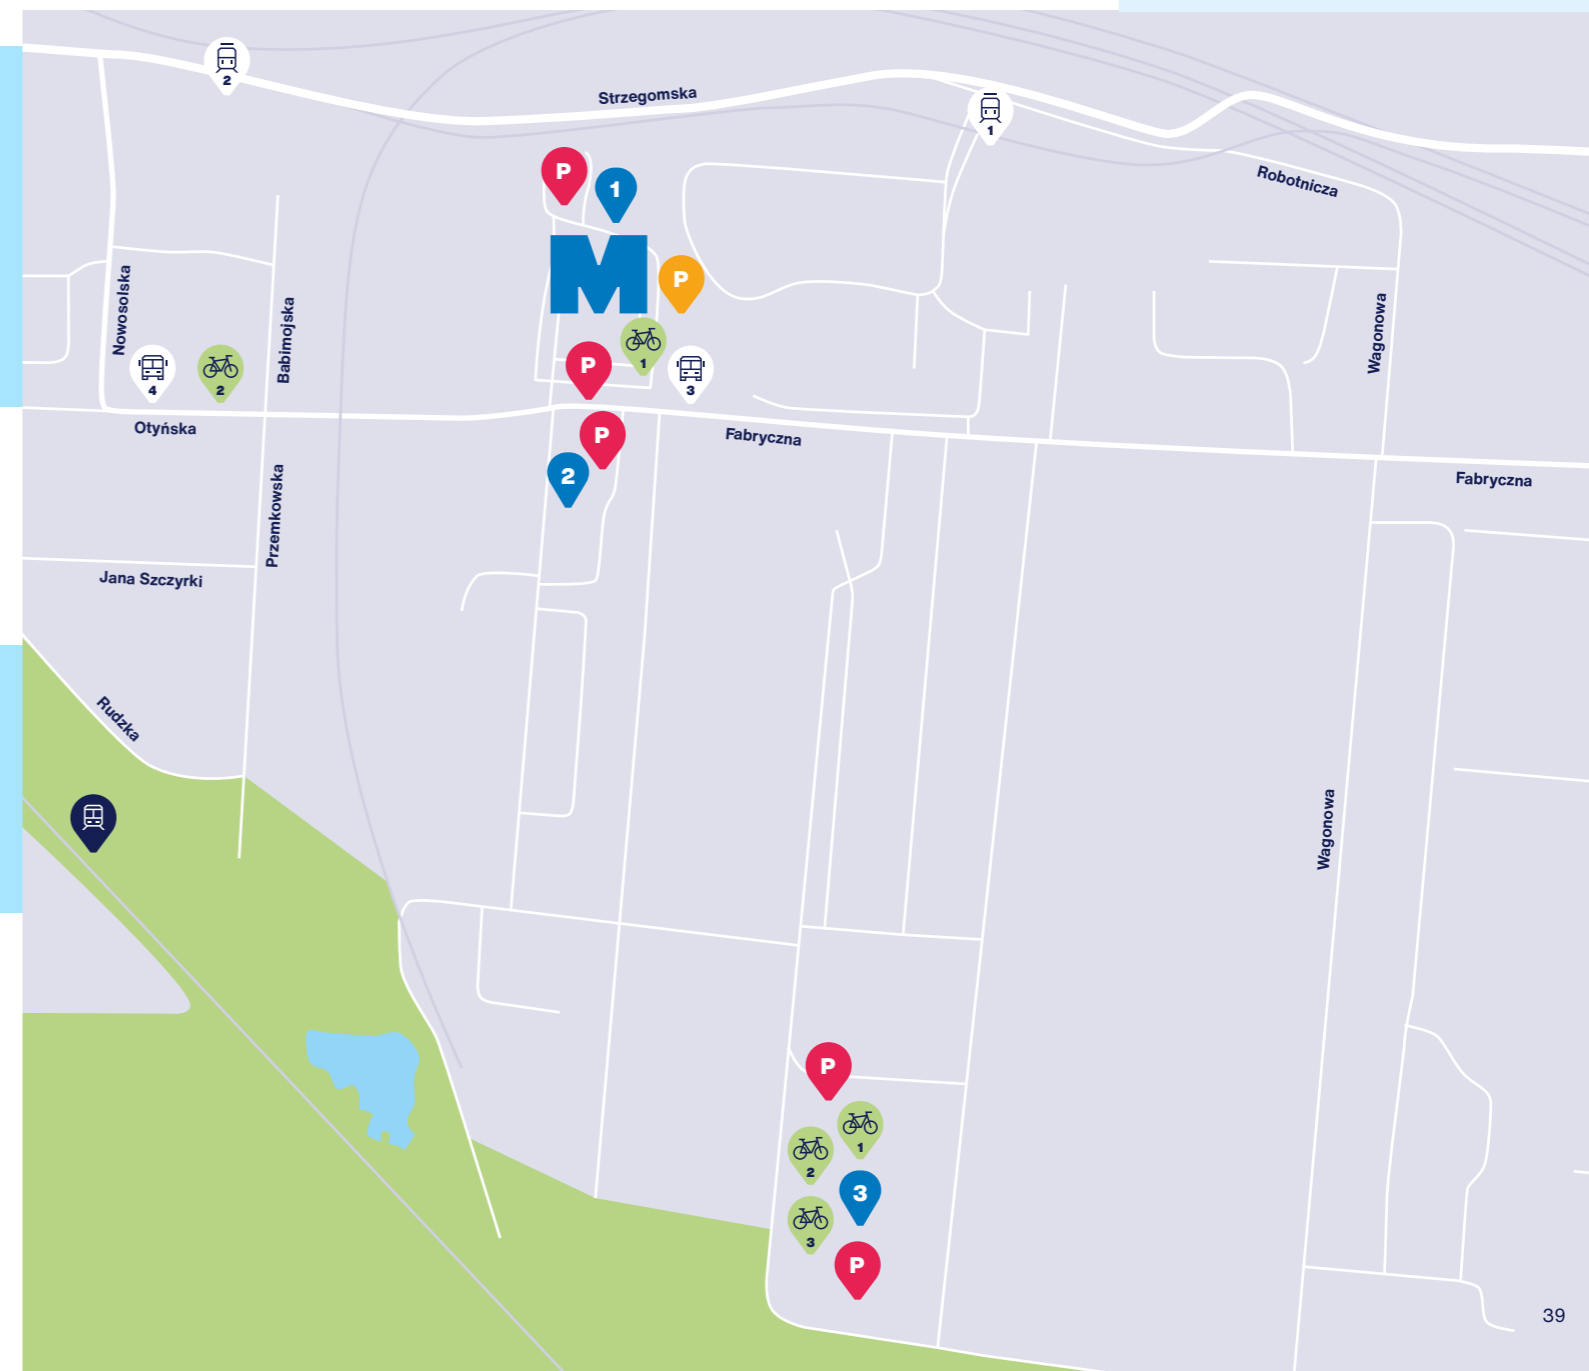 2
Strzegomska
1
Robotnicza
P
1
M
P
Nowosolska
Babimojska
Wagonowa
4
2
P
1
3
Otyńska
P
Fabryczna
2
Fabryczna
Przemkowska
Jana Szczyrki
Rudzka
Wagonowa
P
1
2
3
3
P
39